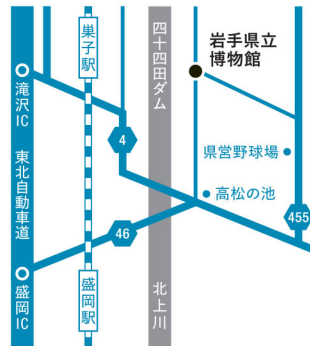 巣子駅
四十四田ダム
岩手県立
博物館
滝沢IC
4
県営野球場
高松の池
東北自動車道
46
455
盛岡駅
北上川
盛岡IC